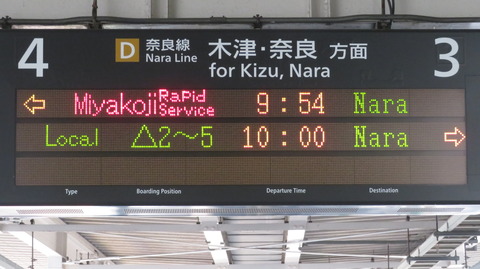 4 D 奈良線 Nara Line 木津・奈良 方面 for Kizu, Nara 3
← Miyakoji Rapid Service 9:54 Nara
Local △2〜5 10:00 Nara →
Type Boarding Position Departure Time Destination